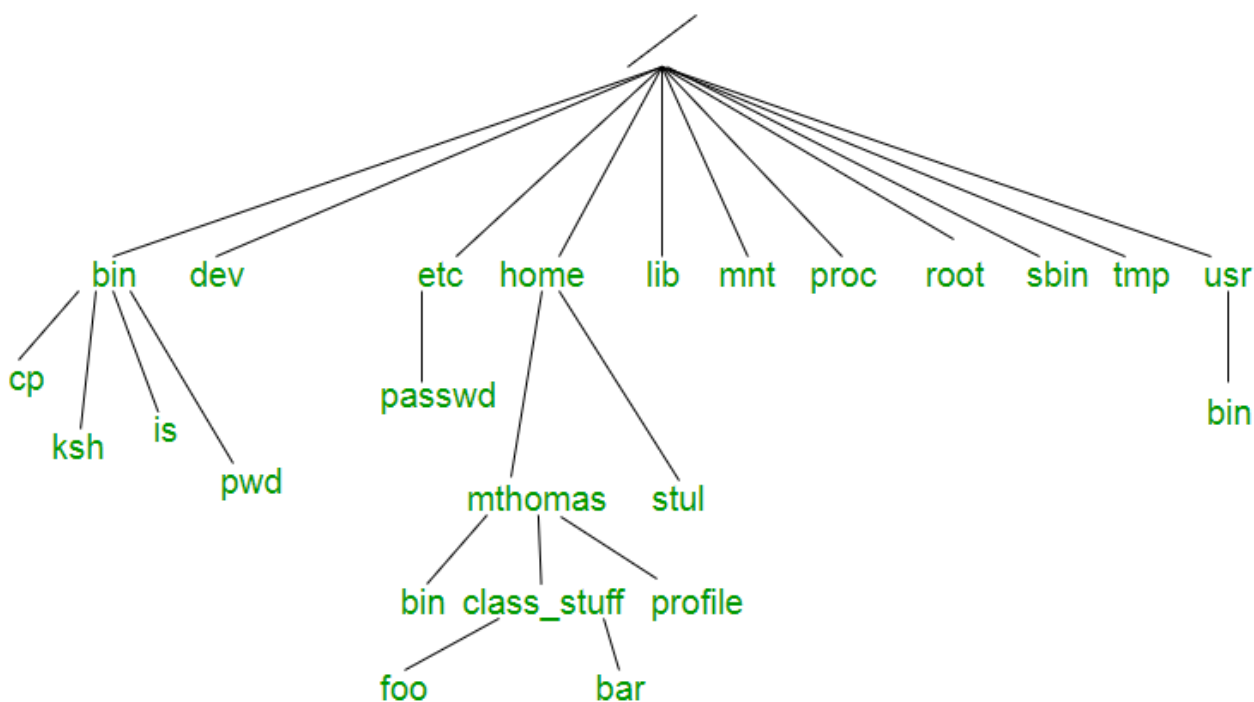 /
bin dev etc home lib mnt proc root sbin tmp usr
cp
passwd
bin
is
ksh
pwd
mthomas stul
bin class_stuff profile
foo bar